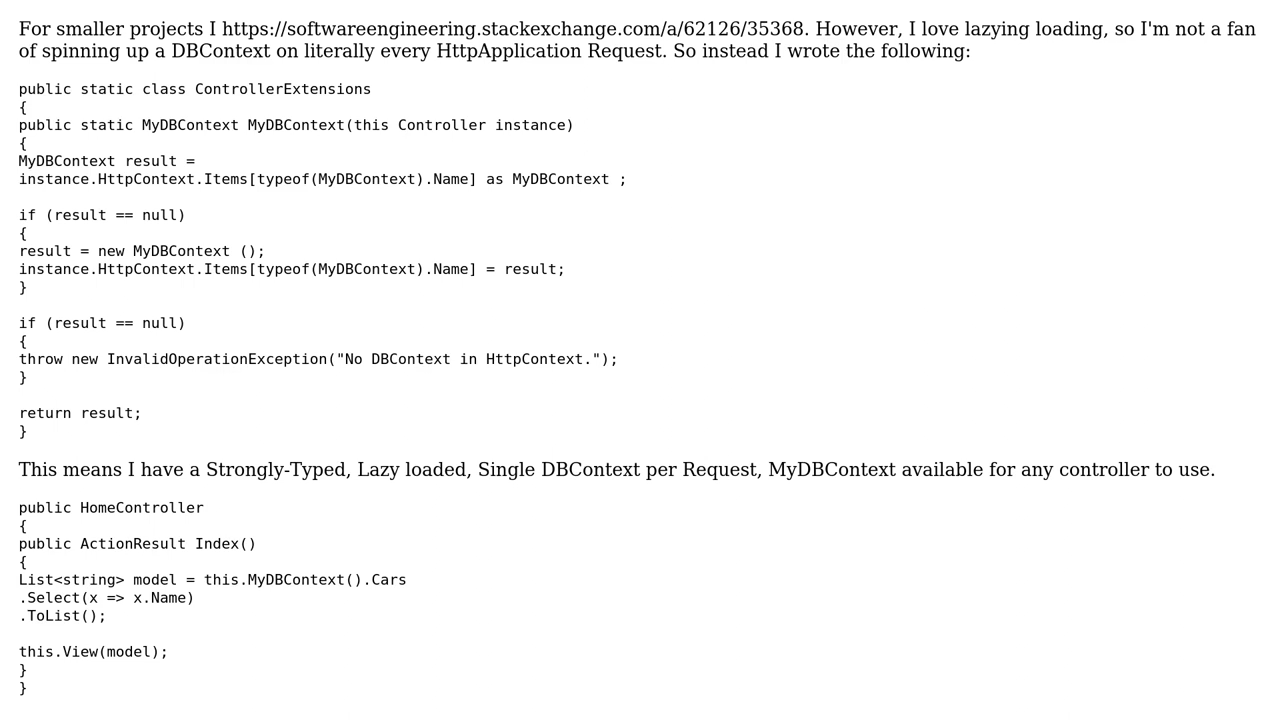 For smaller projects I https://softwareengineering.stackexchange.com/a/62126/35368. However, I love lazying loading, so I'm not a fan
of spinning up a DBContext on literally every HttpApplication Request. So instead I wrote the following:
public static class ControllerExtensions
{
public static MyDBContext MyDBContext(this Controller instance)
{
MyDBContext result =
instance.HttpContext.Items[typeof(MyDBContext).Name] as MyDBContext ;
if (result == null)
{
result = new MyDBContext ();
instance.HttpContext.Items[typeof(MyDBContext).Name] = result;
}
if (result == null)
{
throw new InvalidOperationException("No DBContext in HttpContext.");
}
return result;
}
This means I have a Strongly-Typed, Lazy loaded, Single DBContext per Request, MyDBContext available for any controller to use.
public HomeController
{
public ActionResult Index()
{
List<string> model = this.MyDBContext().Cars
.Select(x => x.Name)
.ToList();
this.View(model);
}
}